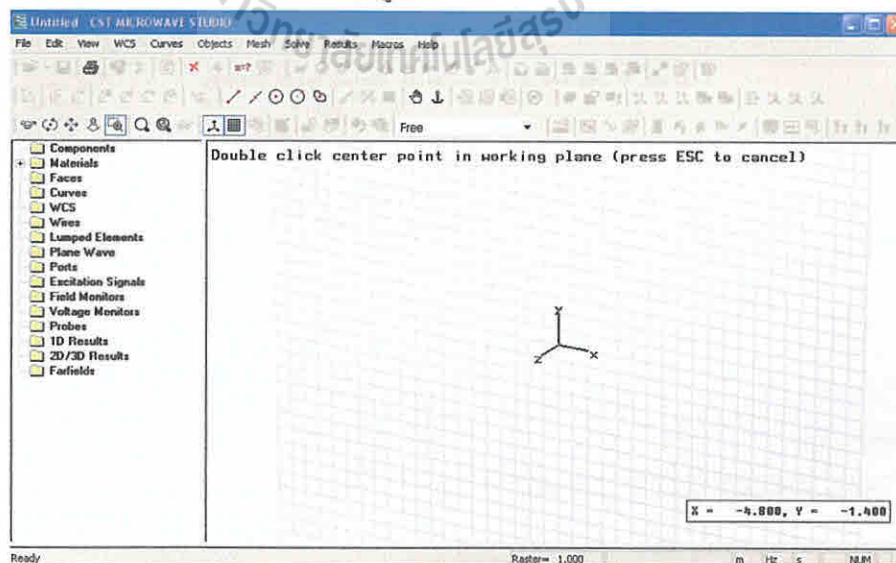 Untitled - CST MICROWAVE STUDIO
File Edit View WCS Curves Objects Mesh Solve Results Macros Help
Free
Components
Materials
Faces
Curves
WCS
Wires
Lumped Elements
Plane Wave
Ports
Excitation Signals
Field Monitors
Voltage Monitors
Probes
1D Results
2D/3D Results
Farfields
Double click center point in working plane (press ESC to cancel)
Y
X
Z
X = -4.800, Y = -1.400
Ready Raster= 1.000 m Hz s NUM